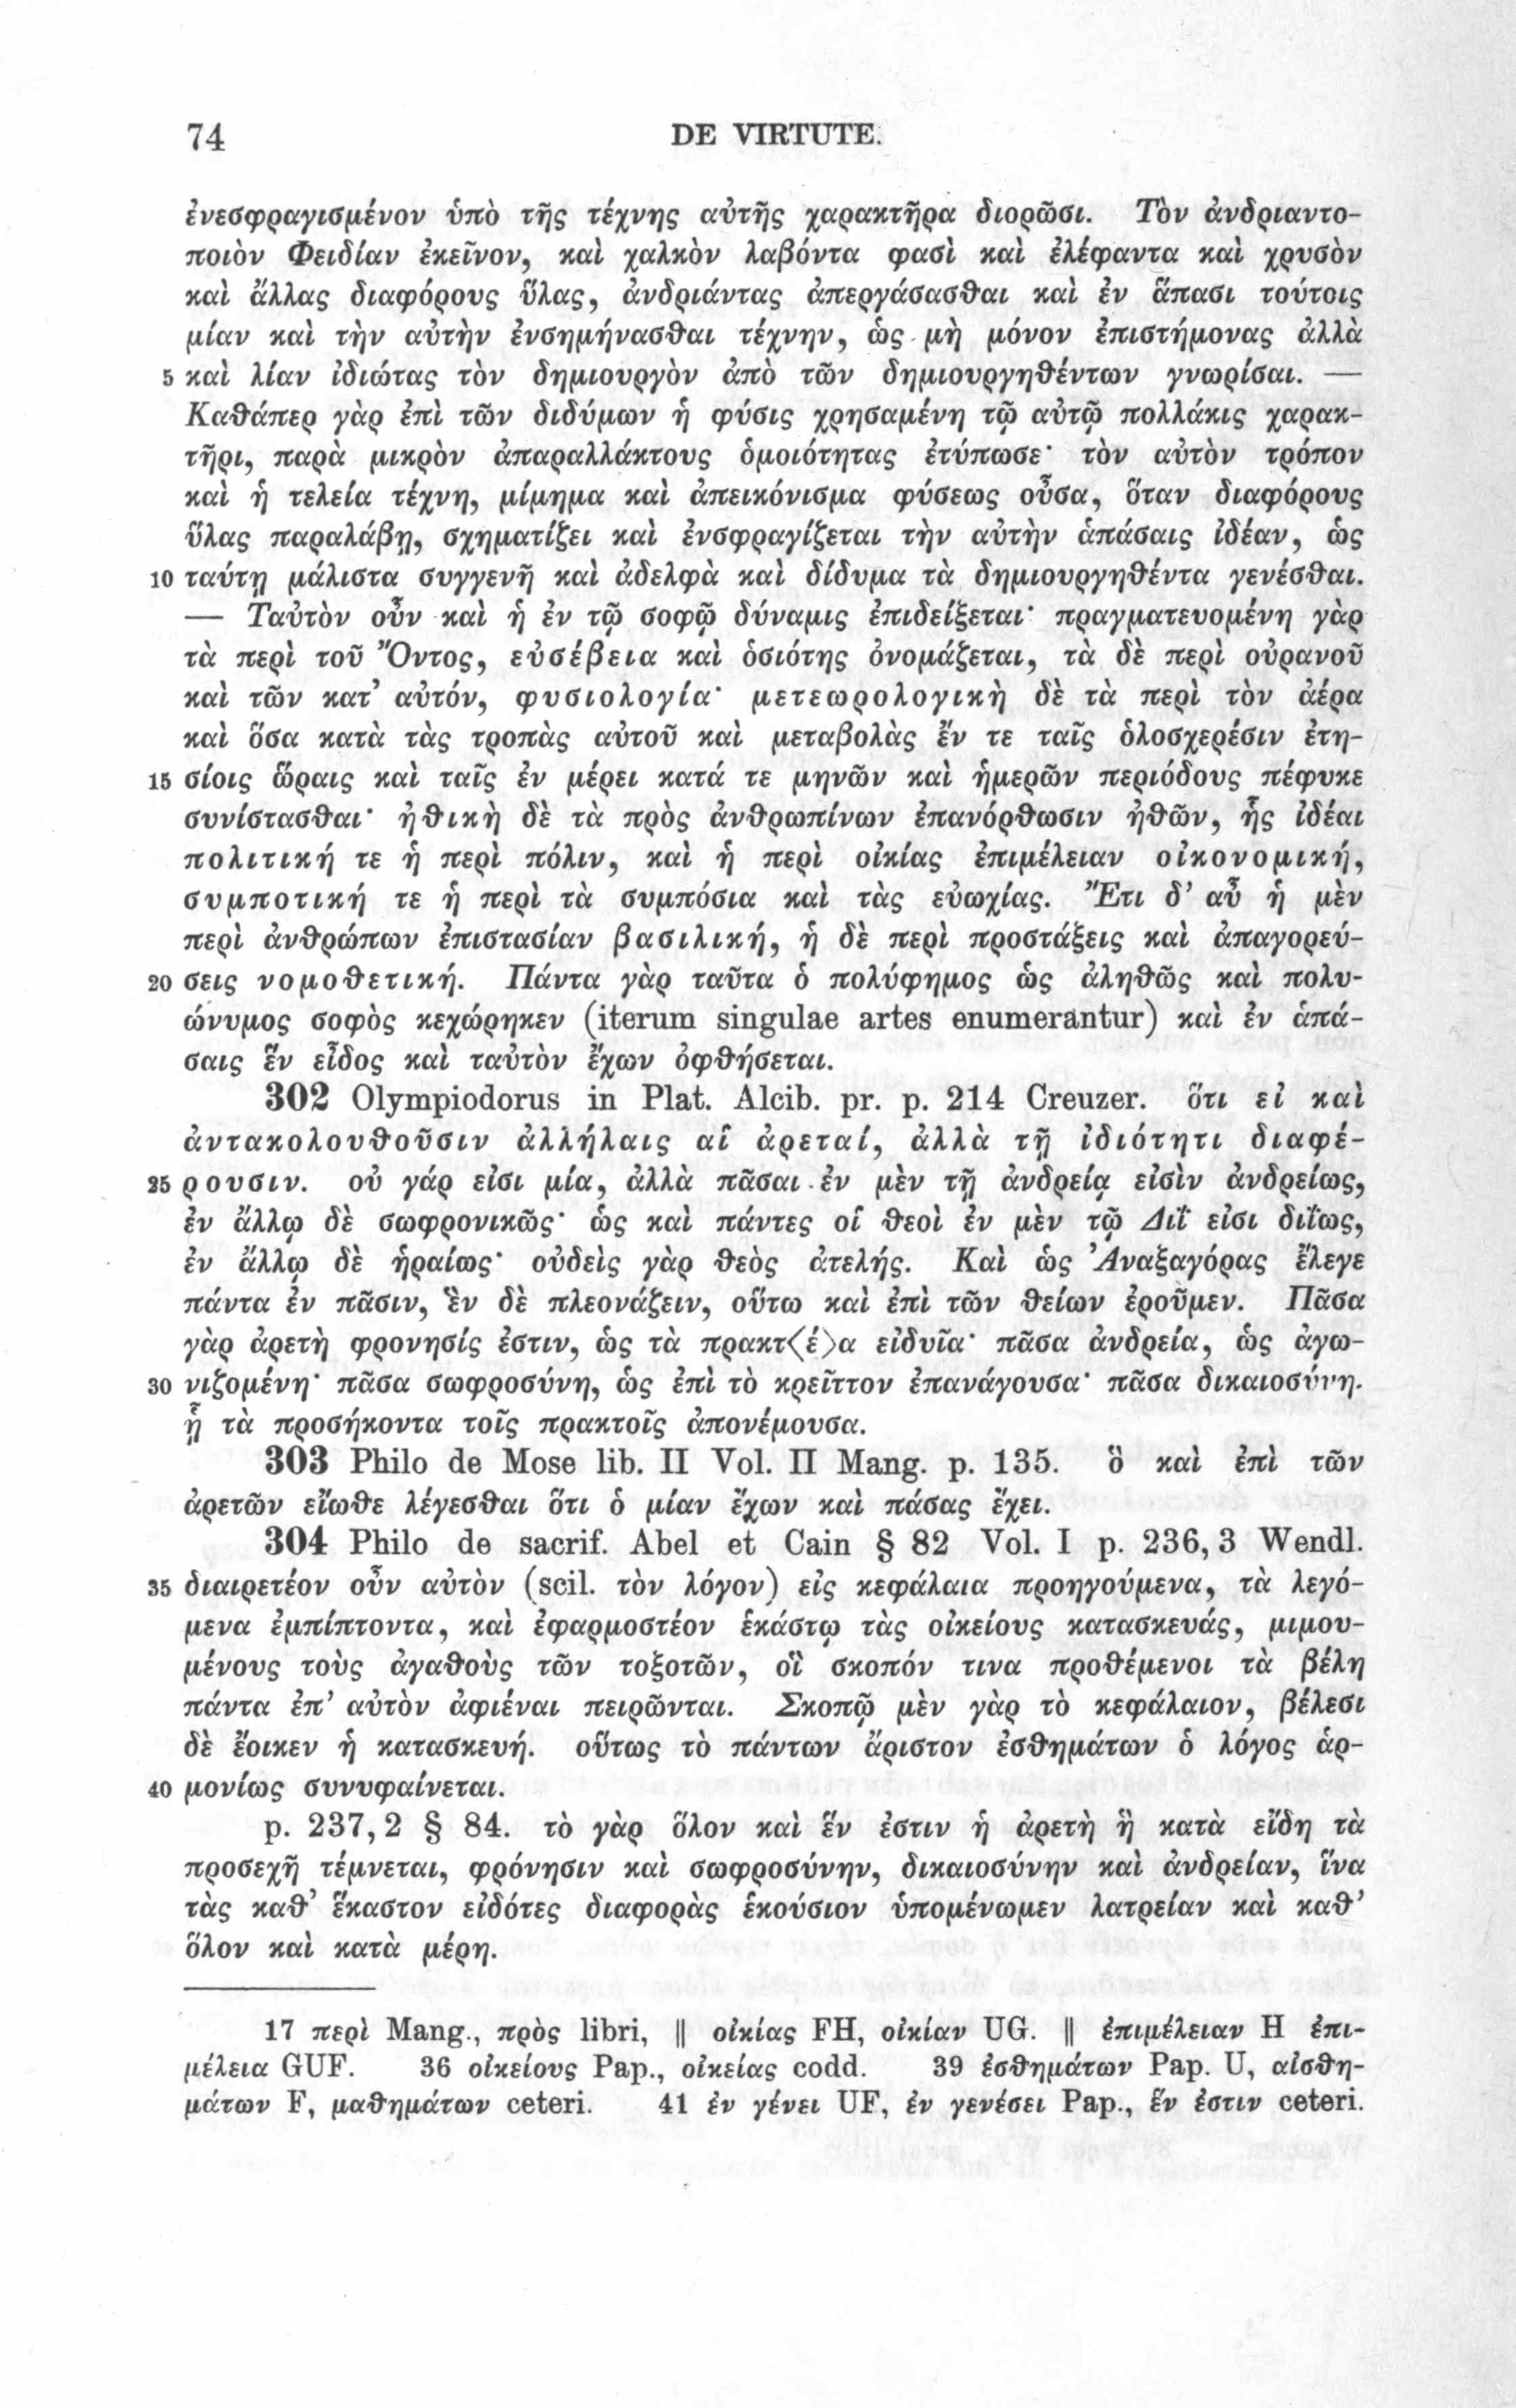 74 DE VIRTUTE.
ἐνεσφραγισμένον ὑπὸ τῆς τέχνης αὐτῆς χαρακτῆρα διορῶσι. Τὸν ἀνδριαντο-
ποιὸν Φειδίαν ἐκεῖνον, καὶ χαλκὸν λαβόντα φασὶ καὶ ἐλέφαντα καὶ χρυσὸν
καὶ ἄλλας διαφόρους ὕλας, ἀνδριάντας ἀπεργάσασθαι καὶ ἐν ἅπασι τούτοις
μίαν καὶ τὴν αὐτὴν ἐνσημήνασθαι τέχνην, ὡς μὴ μόνον ἐπιστήμονας ἀλλὰ
5 καὶ λίαν ἰδιώτας τὸν δημιουργὸν ἀπὸ τῶν δημιουργηθέντων γνωρίσαι. —
Καθάπερ γὰρ ἐπὶ τῶν διδύμων ἡ φύσις χρησαμένη τῷ αὐτῷ πολλάκις χαρακ-
τῆρι, παρὰ μικρὸν ἀπαραλλάκτους ὁμοιότητας ἐτύπωσε· τὸν αὐτὸν τρόπον
καὶ ἡ τελεία τέχνη, μίμημα καὶ ἀπεικόνισμα φύσεως οὖσα, ὅταν διαφόρους
ὕλας παραλάβῃ, σχηματίζει καὶ ἐνσφραγίζεται τὴν αὐτὴν ἁπάσαις ἰδέαν, ὡς
10 ταύτῃ μάλιστα συγγενῆ καὶ ἀδελφὰ καὶ δίδυμα τὰ δημιουργηθέντα γενέσθαι.
— Ταὐτὸν οὖν καὶ ἡ ἐν τῷ σοφῷ δύναμις ἐπιδείξεται· πραγματευομένη γὰρ
τὰ περὶ τοῦ Ὄντος, εὐσέβεια καὶ ὁσιότης ὀνομάζεται, τὰ δὲ περὶ οὐρανοῦ
καὶ τῶν κατ’ αὐτόν, φυσιολογία· μετεωρολογικὴ δὲ τὰ περὶ τὸν ἀέρα
καὶ ὅσα κατὰ τὰς τροπὰς αὐτοῦ καὶ μεταβολὰς ἔν τε ταῖς ὁλοσχερέσιν ἐτη-
15 σίοις ὥραις καὶ ταῖς ἐν μέρει κατά τε μηνῶν καὶ ἡμερῶν περιόδους πέφυκε
συνίστασθαι· ἠθικὴ δὲ τὰ πρὸς ἀνθρωπίνων ἐπανόρθωσιν ἠθῶν, ἧς ἰδέαι
πολιτική τε ἡ περὶ πόλιν, καὶ ἡ περὶ οἰκίας ἐπιμέλειαν οἰκονομική,
συμποτική τε ἡ περὶ τὰ συμπόσια καὶ τὰς εὐωχίας. Ἔτι δ’ αὖ ἡ μὲν
περὶ ἀνθρώπων ἐπιστασίαν βασιλική, ἡ δὲ περὶ προστάξεις καὶ ἀπαγορεύ-
20 σεις νομοθετική. Πάντα γὰρ ταῦτα ὁ πολύφημος ὡς ἀληθῶς καὶ πολυ-
ώνυμος σοφὸς κεχώρηκεν (iterum singulae artes enumerantur) καὶ ἐν ἁπά-
σαις ἓν εἶδος καὶ ταὐτὸν ἔχων ὀφθήσεται.
302 Olympiodorus in Plat. Alcib. pr. p. 214 Creuzer. ὅτι εἰ καὶ
ἀντακολουθοῦσιν ἀλλήλαις αἱ ἀρεταί, ἀλλὰ τῇ ἰδιότητι διαφέ-
25 ρουσιν. οὐ γάρ εἰσι μία, ἀλλὰ πᾶσαι ἐν μὲν τῇ ἀνδρείᾳ εἰσὶν ἀνδρείως,
ἐν ἄλλῳ δὲ σωφρονικῶς· ὡς καὶ πάντες οἱ θεοὶ ἐν μὲν τῷ Διῒ εἰσι διΐως,
ἐν ἄλλῳ δὲ ἡραίως· οὐδεὶς γὰρ θεὸς ἀτελής. Καὶ ὡς Ἀναξαγόρας ἔλεγε
πάντα ἐν πᾶσιν, ἓν δὲ πλεονάζειν, οὕτω καὶ ἐπὶ τῶν θείων ἐροῦμεν. Πᾶσα
γὰρ ἀρετὴ φρονησίς ἐστιν, ὡς τὰ πρακτ⟨έ⟩α εἰδυῖα· πᾶσα ἀνδρεία, ὡς ἀγω-
30 νιζομένη· πᾶσα σωφροσύνη, ὡς ἐπὶ τὸ κρεῖττον ἐπανάγουσα· πᾶσα δικαιοσύνη.
ᾗ τὰ προσήκοντα τοῖς πρακτοῖς ἀπονέμουσα.
303 Philo de Mose lib. II Vol. II Mang. p. 135. ὃ καὶ ἐπὶ τῶν
ἀρετῶν εἴωθε λέγεσθαι ὅτι ὁ μίαν ἔχων καὶ πάσας ἔχει.
304 Philo de sacrif. Abel et Cain § 82 Vol. I p. 236, 3 Wendl.
35 διαιρετέον οὖν αὐτὸν (scil. τὸν λόγον) εἰς κεφάλαια προηγούμενα, τὰ λεγό-
μενα ἐμπίπτοντα, καὶ ἐφαρμοστέον ἑκάστῳ τὰς οἰκείους κατασκευάς, μιμου-
μένους τοὺς ἀγαθοὺς τῶν τοξοτῶν, οἳ σκοπόν τινα προθέμενοι τὰ βέλη
πάντα ἐπ’ αὐτὸν ἀφιέναι πειρῶνται. Σκοπῷ μὲν γὰρ τὸ κεφάλαιον, βέλεσι
δὲ ἔοικεν ἡ κατασκευή. οὕτως τὸ πάντων ἄριστον ἐσθημάτων ὁ λόγος ἁρ-
40 μονίως συνυφαίνεται.
p. 237, 2 § 84. τὸ γὰρ ὅλον καὶ ἕν ἐστιν ἡ ἀρετὴ ἣ κατὰ εἴδη τὰ
προσεχῆ τέμνεται, φρόνησιν καὶ σωφροσύνην, δικαιοσύνην καὶ ἀνδρείαν, ἵνα
τὰς καθ’ ἕκαστον εἰδότες διαφορὰς ἑκούσιον ὑπομένωμεν λατρείαν καὶ καθ’
ὅλον καὶ κατὰ μέρη.
17 περὶ Mang., πρὸς libri, || οἰκίας FH, οἰκίαν UG. || ἐπιμέλειαν H ἐπι-
μέλεια GUF. 36 οἰκείους Pap., οἰκείας codd. 39 ἐσθημάτων Pap. U, αἰσθη-
μάτων F, μαθημάτων ceteri. 41 ἐν γένει UF, ἐν γενέσει Pap., ἕν ἐστιν ceteri.